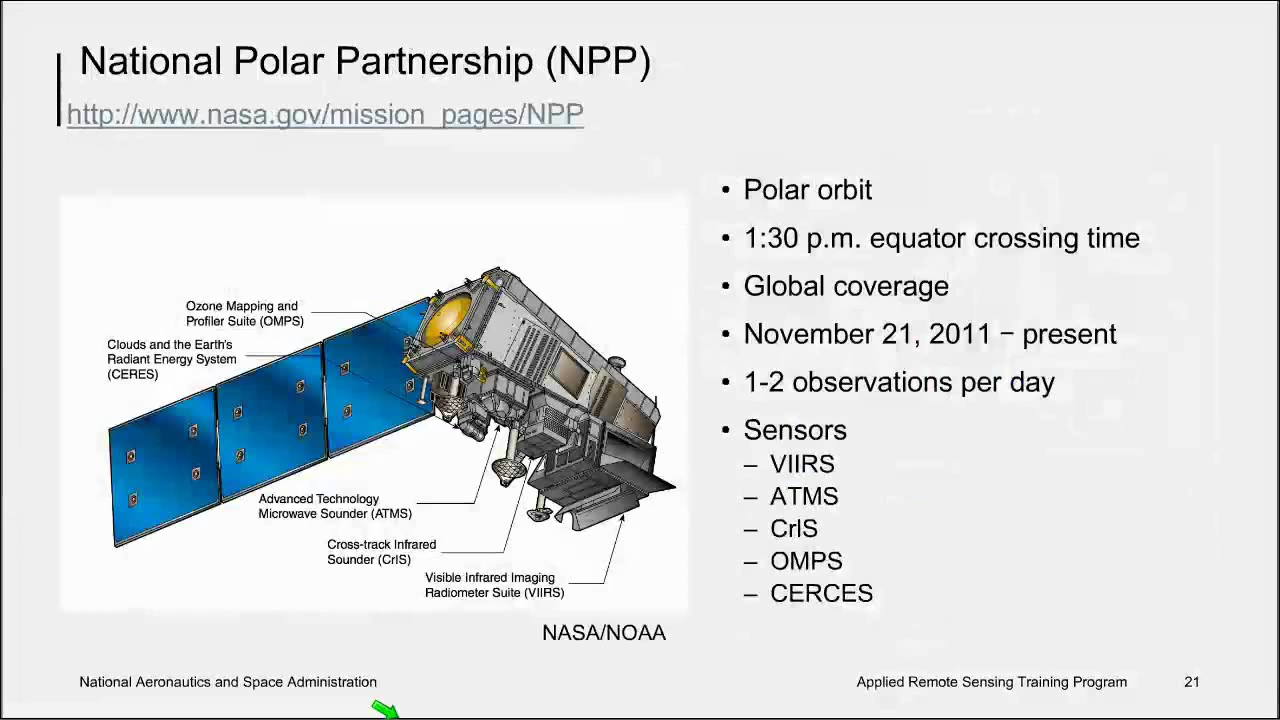 National Polar Partnership (NPP)
http://www.nasa.gov/mission_pages/NPP
Ozone Mapping and
Profiler Suite (OMPS)
Clouds and the Earth's
Radiant Energy System
(CERES)
Advanced Technology
Microwave Sounder (ATMS)
Cross-track Infrared
Sounder (CrIS)
Visible Infrared Imaging
Radiometer Suite (VIIRS)
NASA/NOAA
• Polar orbit
• 1:30 p.m. equator crossing time
• Global coverage
• November 21, 2011 – present
• 1-2 observations per day
• Sensors
– VIIRS
– ATMS
– CrIS
– OMPS
– CERCES
National Aeronautics and Space Administration
Applied Remote Sensing Training Program
21